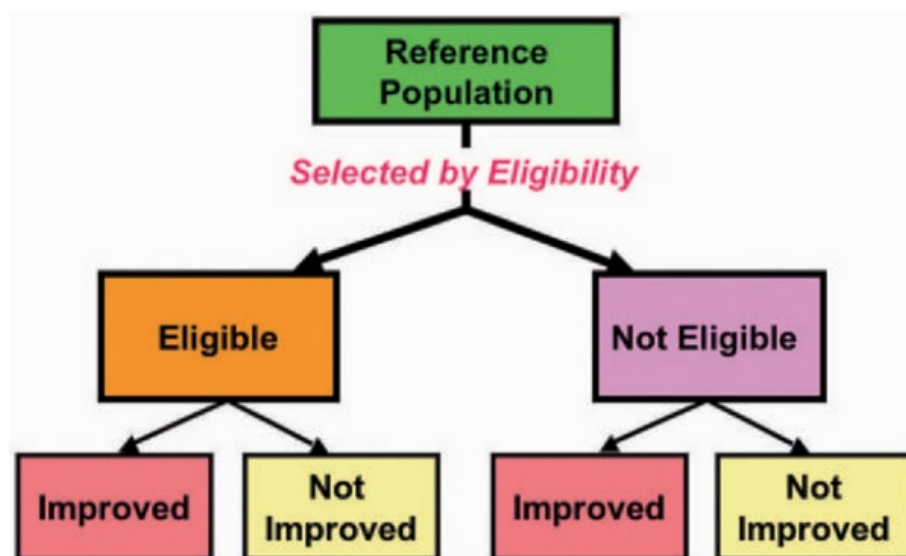 Reference
Population
Selected by Eligibility
Eligible
Not Eligible
Improved
Not
Improved
Improved
Not
Improved